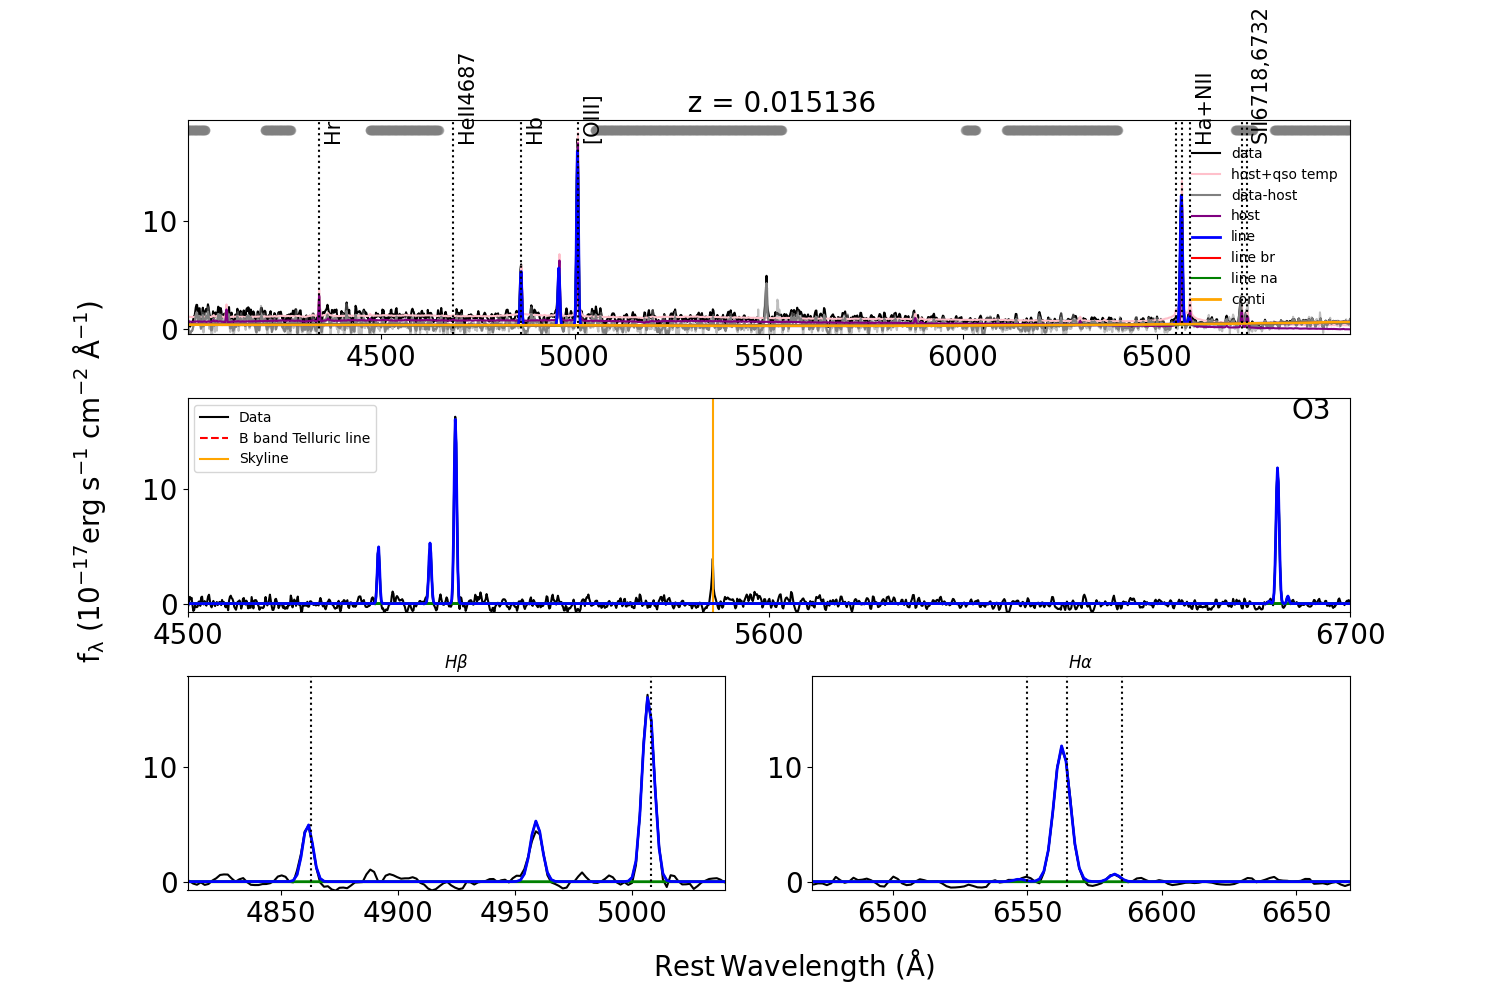 z = 0.015136
Hr
HeII4687
Hb
[OIII]
Ha+NII
SII6718,6732
data
host+qso temp
data-host
host
line
line br
line na
conti
10
0
4500
5000
5500
6000
6500
Data
B band Telluric line
Skyline
O3
10
0
4500
5600
6700
fλ (10⁻¹⁷erg s⁻¹ cm⁻² Å⁻¹)
Hβ
10
0
4850
4900
4950
5000
Hα
10
0
6500
6550
6600
6650
Rest Wavelength (Å)